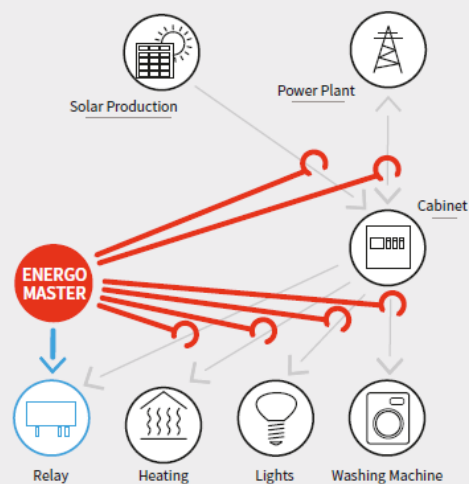 Solar Production
Power Plant
Cabinet
ENERGO
MASTER
Relay
Heating
Lights
Washing Machine